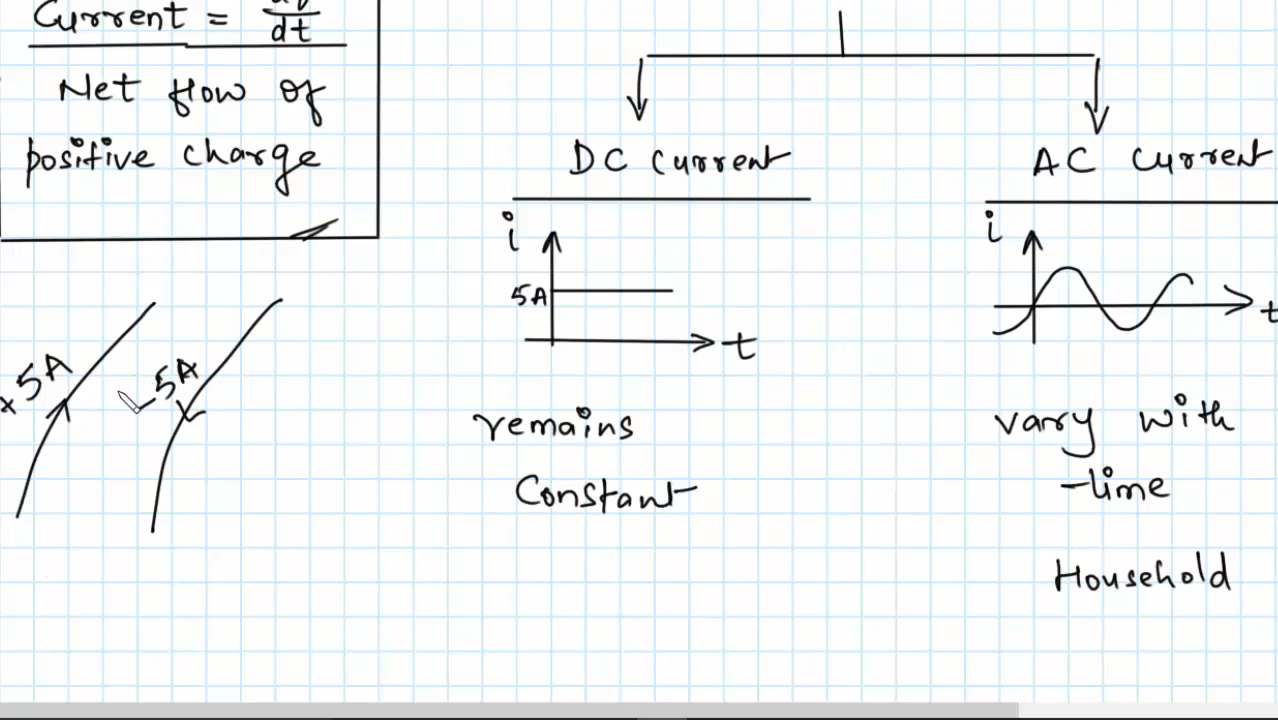 Current =
dt
Net flow of
positive charge
DC Current
AC Current
i
5A
t
i
t
x 5A
5A
remains
Constant
vary with
time
Household